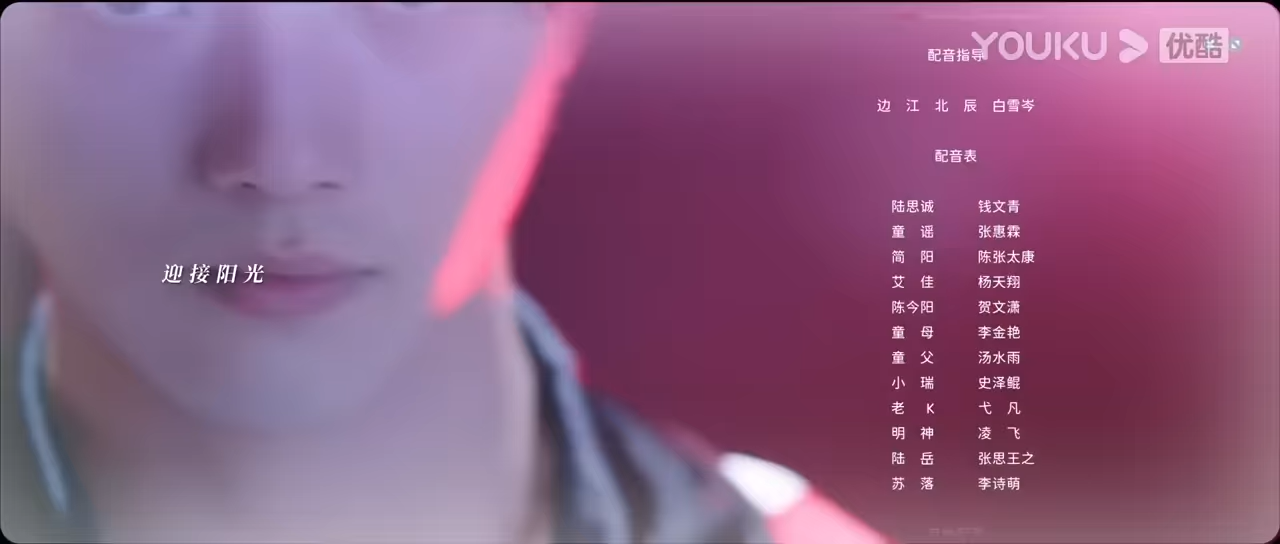 YOUKU 优酷
配音指导
边江 北辰 白雪岑
配音表
陆思诚 钱文青
童谣 张惠霖
简阳 陈张太康
艾佳 杨天翔
陈今阳 贺文潇
童母 李金艳
童父 汤水雨
小瑞 史泽鲲
老K 弋凡
明神 凌飞
陆岳 张思王之
苏落 李诗萌
迎接阳光